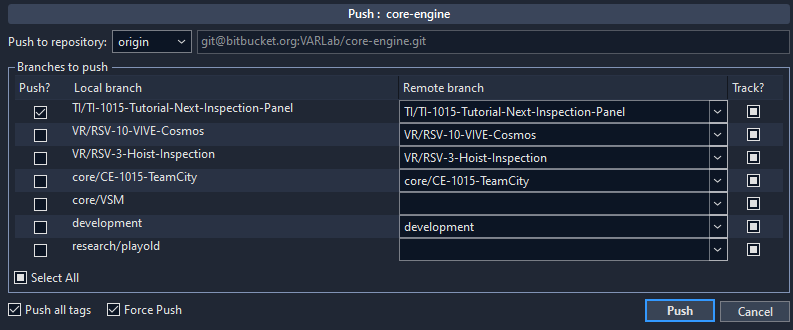 Push : core-engine
Push to repository: origin git@bitbucket.org:VARLab/core-engine.git
Branches to push
Push? Local branch Remote branch Track?
TI/TI-1015-Tutorial-Next-Inspection-Panel TI/TI-1015-Tutorial-Next-Inspection-Panel
VR/RSV-10-VIVE-Cosmos VR/RSV-10-VIVE-Cosmos
VR/RSV-3-Hoist-Inspection VR/RSV-3-Hoist-Inspection
core/CE-1015-TeamCity core/CE-1015-TeamCity
core/VSM
development development
research/playold
Select All
Push all tags Force Push Push Cancel